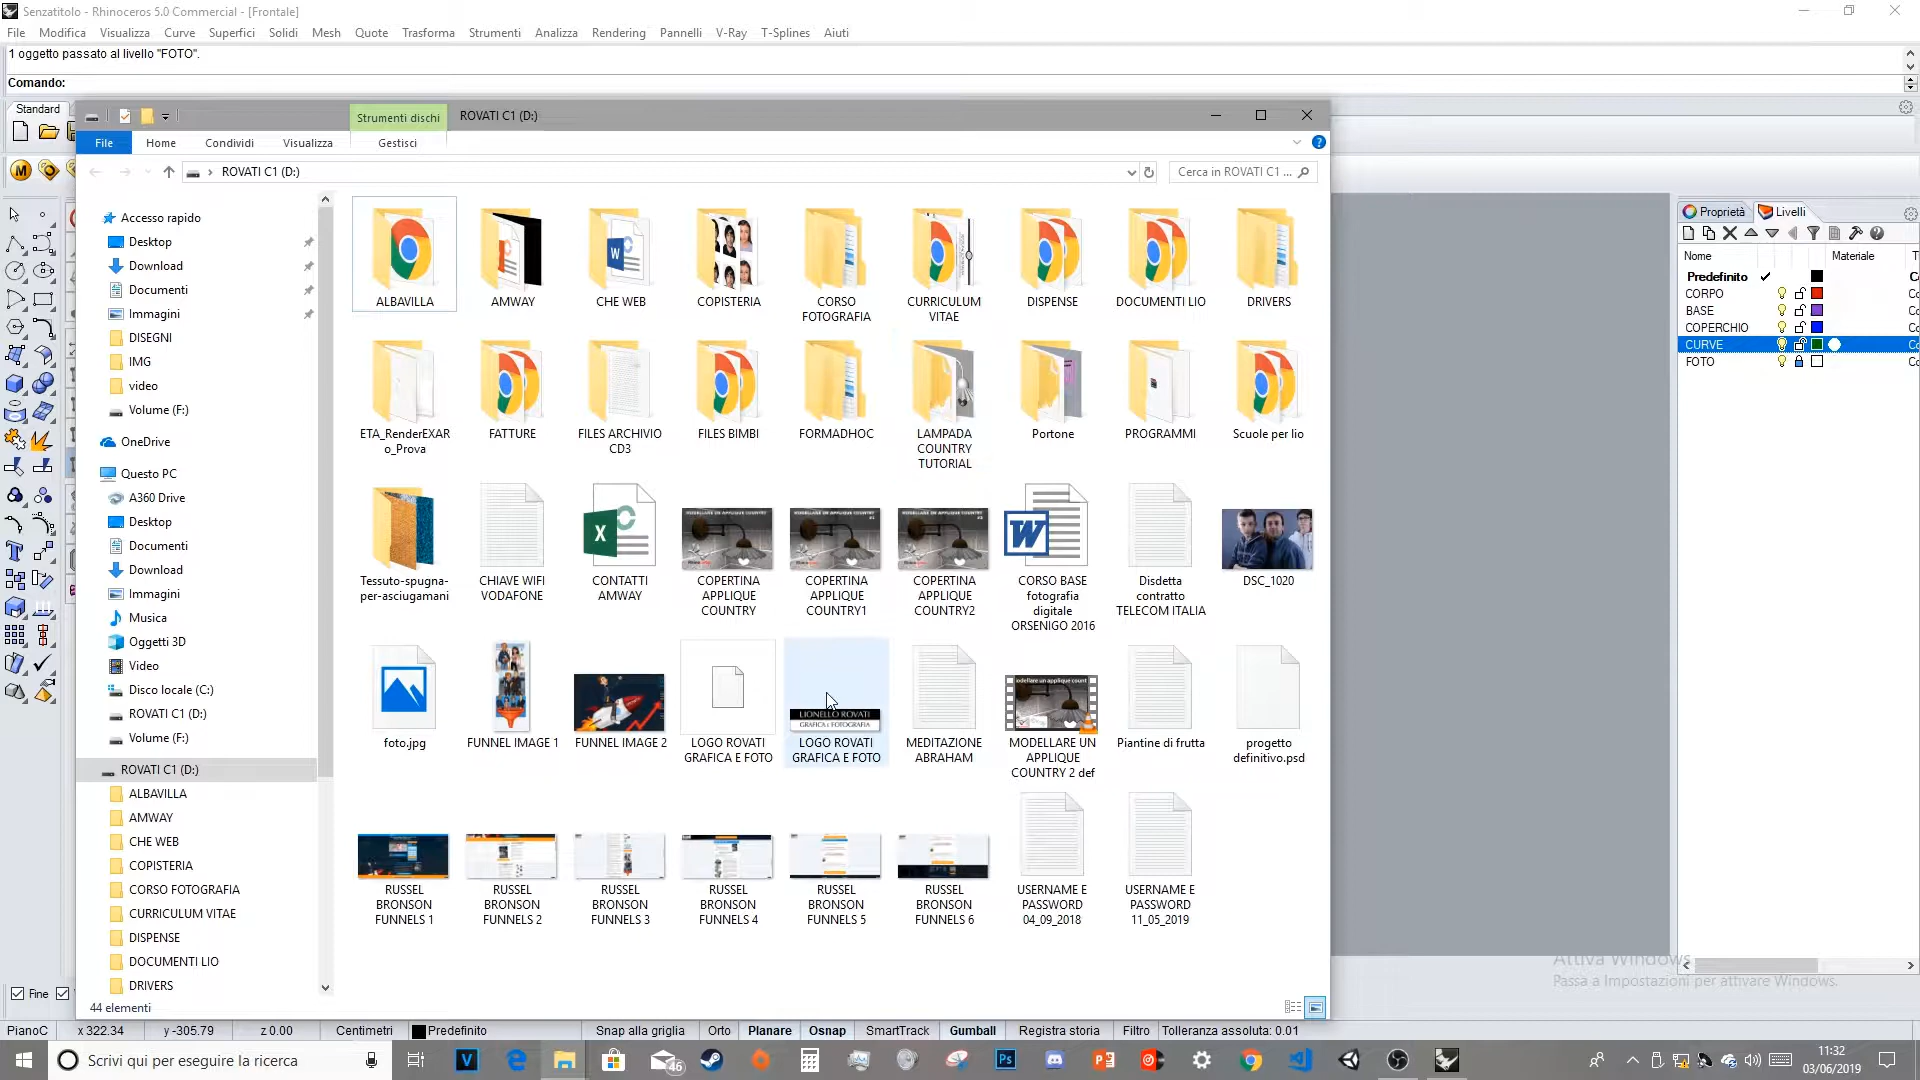 Senzatitolo - Rhinoceros 5.0 Commercial - [Frontale]
File Modifica Visualizza Curve Superfici Solidi Mesh Quote Trasforma Strumenti Analizza Rendering Pannelli V-Ray T-Splines Aiuti
1 oggetto passato al livello "FOTO".
Comando:
Standard
Strumenti dischi
ROVATI C1 (D:)
File Home Condividi Visualizza Gestisci
ROVATI C1 (D:)
Cerca in ROVATI C1 ...
Accesso rapido
Desktop
Download
Documenti
Immagini
DISEGNI
IMG
video
Volume (F:)
OneDrive
Questo PC
A360 Drive
Desktop
Documenti
Download
Immagini
Musica
Oggetti 3D
Video
Disco locale (C:)
ROVATI C1 (D:)
Volume (F:)
ROVATI C1 (D:)
ALBAVILLA
AMWAY
CHE WEB
COPISTERIA
CORSO FOTOGRAFIA
CURRICULUM VITAE
DISPENSE
DOCUMENTI LIO
DRIVERS
44 elementi
ALBAVILLA
AMWAY
CHE WEB
COPISTERIA
CORSO
FOTOGRAFIA
CURRICULUM
VITAE
DISPENSE
DOCUMENTI LIO
DRIVERS
ETA_RenderEXAR
o_Prova
FATTURE
FILES ARCHIVIO
CD3
FILES BIMBI
FORMADHOC
LAMPADA
COUNTRY
TUTORIAL
Portone
PROGRAMMI
Scuole per lio
Tessuto-spugna-
per-asciugamani
CHIAVE WIFI
VODAFONE
CONTATTI
AMWAY
COPERTINA
APPLIQUE
COUNTRY
COPERTINA
APPLIQUE
COUNTRY1
COPERTINA
APPLIQUE
COUNTRY2
CORSO BASE
fotografia
digitale
ORSENIGO 2016
Disdetta
contratto
TELECOM ITALIA
DSC_1020
foto.jpg
FUNNEL IMAGE 1
FUNNEL IMAGE 2
LOGO ROVATI
GRAFICA E FOTO
LIONELLO ROVATI
GRAFICA e FOTOGRAFIA
LOGO ROVATI
GRAFICA E FOTO
MEDITAZIONE
ABRAHAM
odellare un applique count
MODELLARE UN
APPLIQUE
COUNTRY 2 def
Piantine di frutta
progetto
definitivo.psd
RUSSEL
BRONSON
FUNNELS 1
RUSSEL
BRONSON
FUNNELS 2
RUSSEL
BRONSON
FUNNELS 3
RUSSEL
BRONSON
FUNNELS 4
RUSSEL
BRONSON
FUNNELS 5
RUSSEL
BRONSON
FUNNELS 6
USERNAME E
PASSWORD
04_09_2018
USERNAME E
PASSWORD
11_05_2019
Proprietà Livelli
Nome Materiale
Predefinito
CORPO
BASE
COPERCHIO
CURVE
FOTO
Attiva Windows
Passa a Impostazioni per attivare Windows.
Fine
PianoC x 322.34 y -305.79 z 0.00 Centimetri Predefinito Snap alla griglia Orto Planare Osnap SmartTrack Gumball Registra storia Filtro Tolleranza assoluta: 0.01
Scrivi qui per eseguire la ricerca
46
11:32
03/06/2019